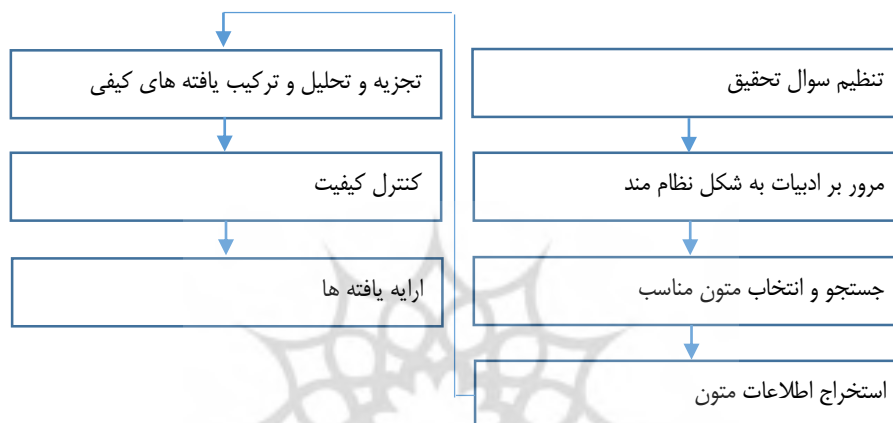 تنظیم سوال تحقیق
مرور بر ادبیات به شکل نظام مند
جستجو و انتخاب متون مناسب
استخراج اطلاعات متون
تجزیه و تحلیل و ترکیب یافته های کیفی
کنترل کیفیت
ارایه یافته ها